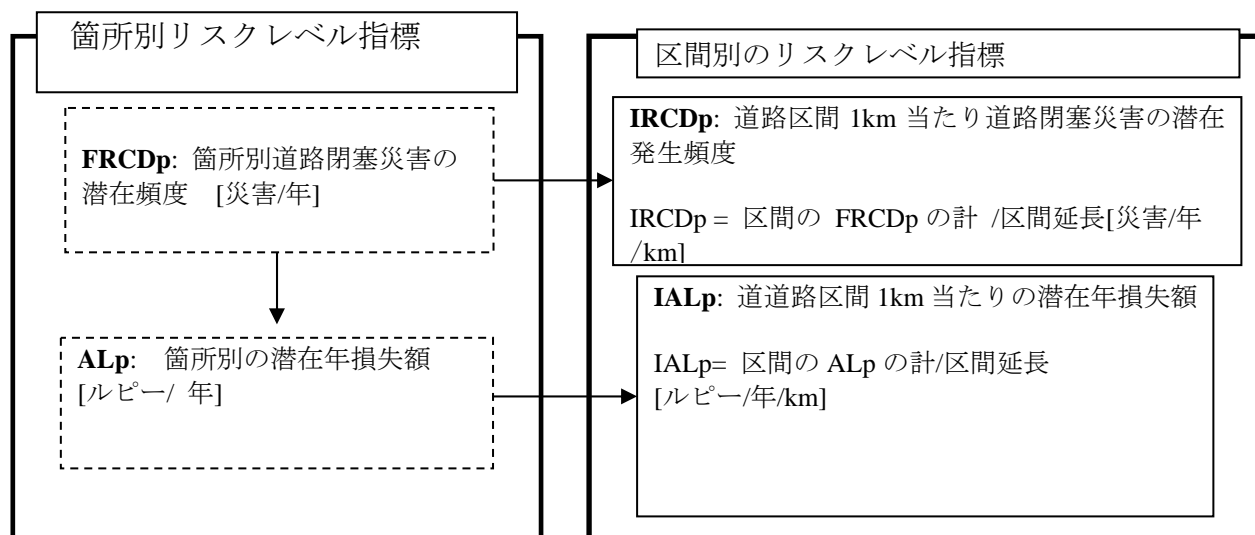 箇所別リスクレベル指標
FRCDp: 箇所別道路閉塞災害の
潜在頻度 [災害/年]
ALp: 箇所別の潜在年損失額
[ルピー/ 年]
区間別のリスクレベル指標
IRCDp: 道路区間 1km 当たり道路閉塞災害の潜在
発生頻度
IRCDp = 区間の FRCDp の計 /区間延長[災害/年
/km]
IALp: 道道路区間 1km 当たりの潜在年損失額
IALp= 区間の ALp の計/区間延長
[ルピー/年/km]